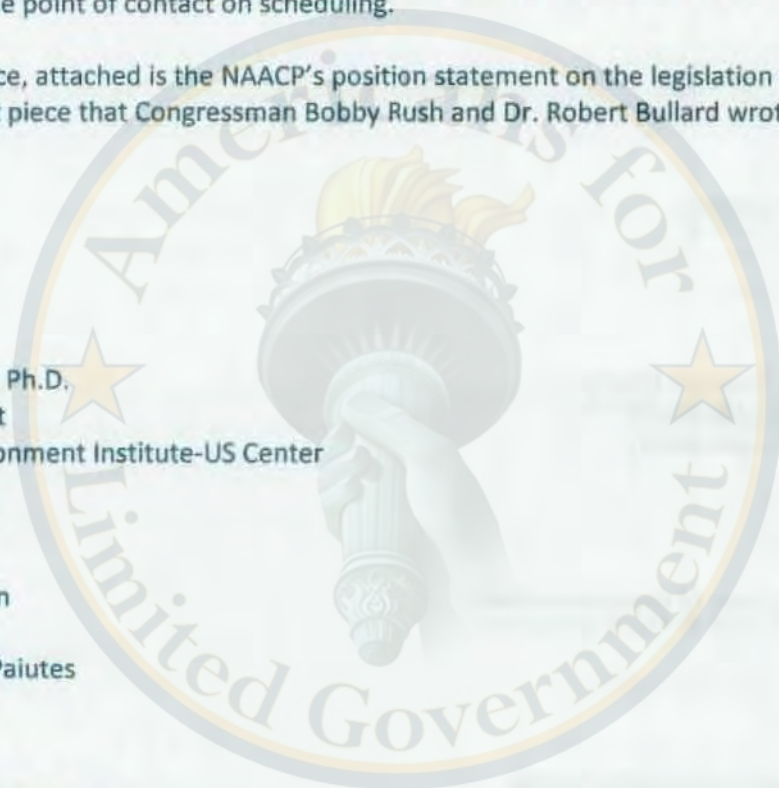 e point of contact on scheduling.
ce, attached is the NAACP's position statement on the legislation
piece that Congressman Bobby Rush and Dr. Robert Bullard wrot
Ph.D.
t
onment Institute-US Center
n
Paiutes
Americans for
Limited Government